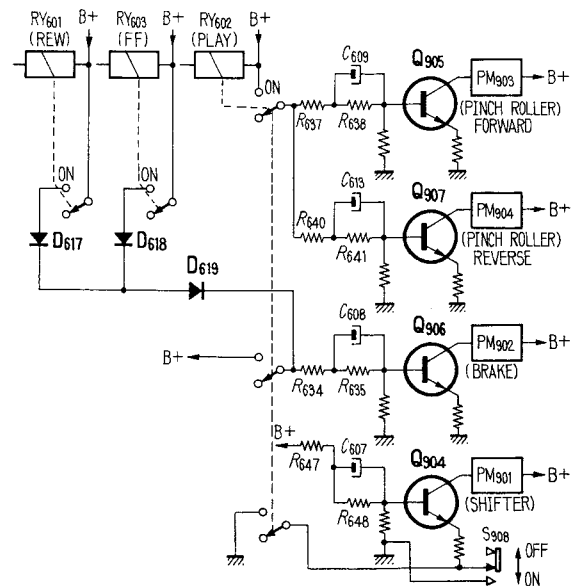 RY601 RY603 RY602
(REW) B+ (FF) B+ (PLAY) B+
C609 Q905 PM903 B+
ON
(PINCH ROLLER)
FORWARD
R637 R638
ON ON
C613 Q907 PM904 B+
D617 D618 R640 R641
(PINCH ROLLER)
REVERSE
D619
C608 Q906 PM902 B+
B+
R634 R635 (BRAKE)
B+ C607 Q904 PM901 B+
R647
R648 (SHIFTER)
S908
OFF
ON